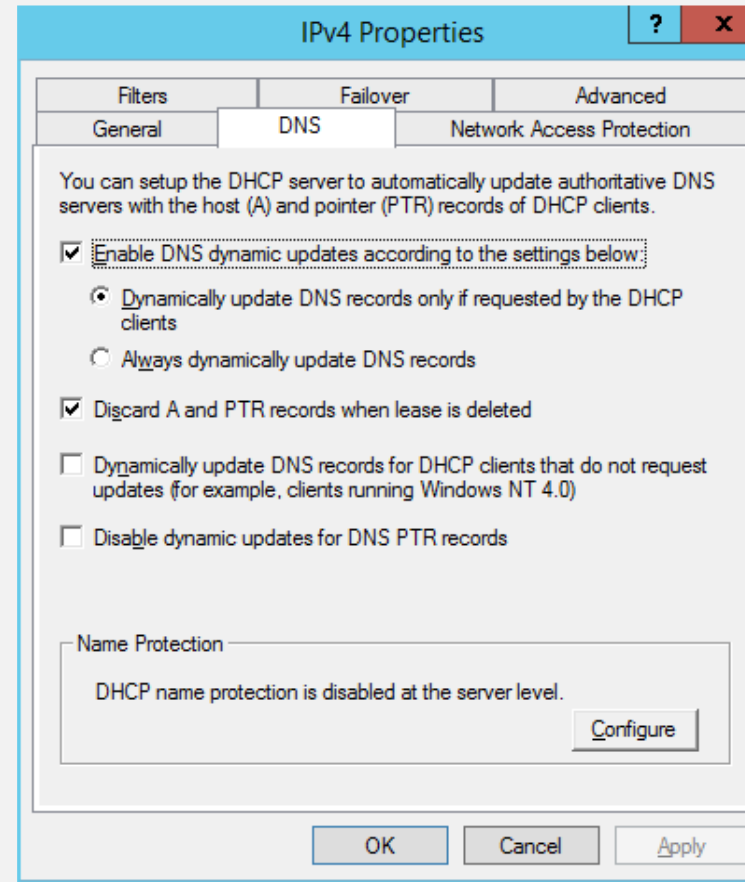 IPv4 Properties
?
x
Filters
Failover
Advanced
General
DNS
Network Access Protection
You can setup the DHCP server to automatically update authoritative DNS
servers with the host (A) and pointer (PTR) records of DHCP clients.
Enable DNS dynamic updates according to the settings below:
Dynamically update DNS records only if requested by the DHCP
clients
Always dynamically update DNS records
Discard A and PTR records when lease is deleted
Dynamically update DNS records for DHCP clients that do not request
updates (for example, clients running Windows NT 4.0)
Disable dynamic updates for DNS PTR records
Name Protection
DHCP name protection is disabled at the server level.
Configure
OK
Cancel
Apply